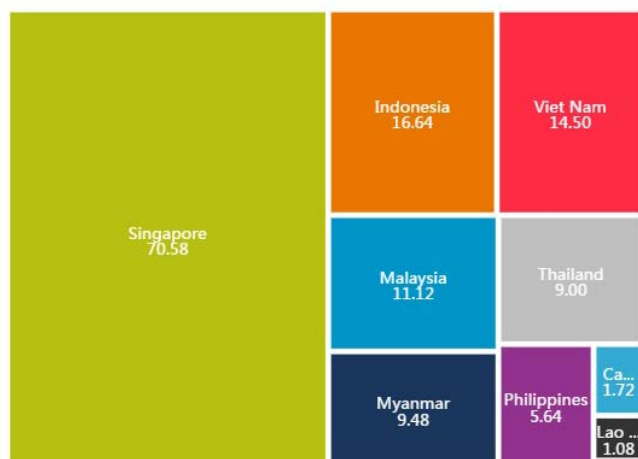 Singapore
70.58
Indonesia
16.64
Viet Nam
14.50
Malaysia
11.12
Thailand
9.00
Myanmar
9.48
Philippines
5.64
Ca...
1.72
Lao ...
1.08